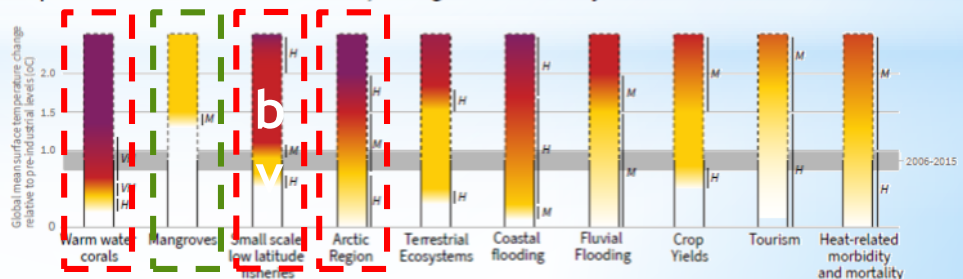 Global mean surface temperature change
relative to pre-industrial levels (oC)
2.0
1.5
1.0
0
2006-2015
b
y
VH
VH
H
M
H
M
H
H
M
H
H
H
H
M
M
M
M
H
M
H
M
H
Warm water
corals
Mangroves
Small scale
low latitude
fisheries
Arctic
Region
Terrestrial
Ecosystems
Coastal
flooding
Fluvial
Flooding
Crop
Yields
Tourism
Heat-related
morbidity
and mortality